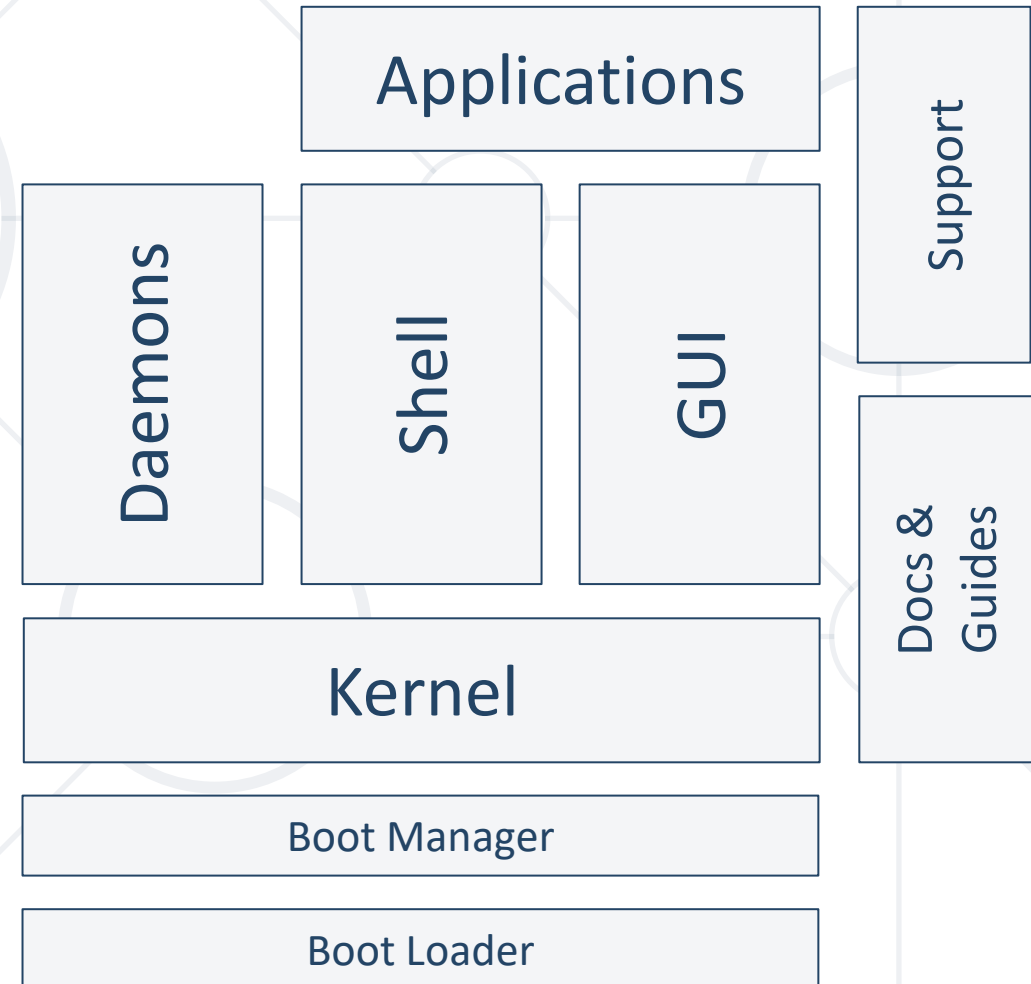 Applications
Support
Daemons
Shell
GUI
Docs &
Guides
Kernel
Boot Manager
Boot Loader